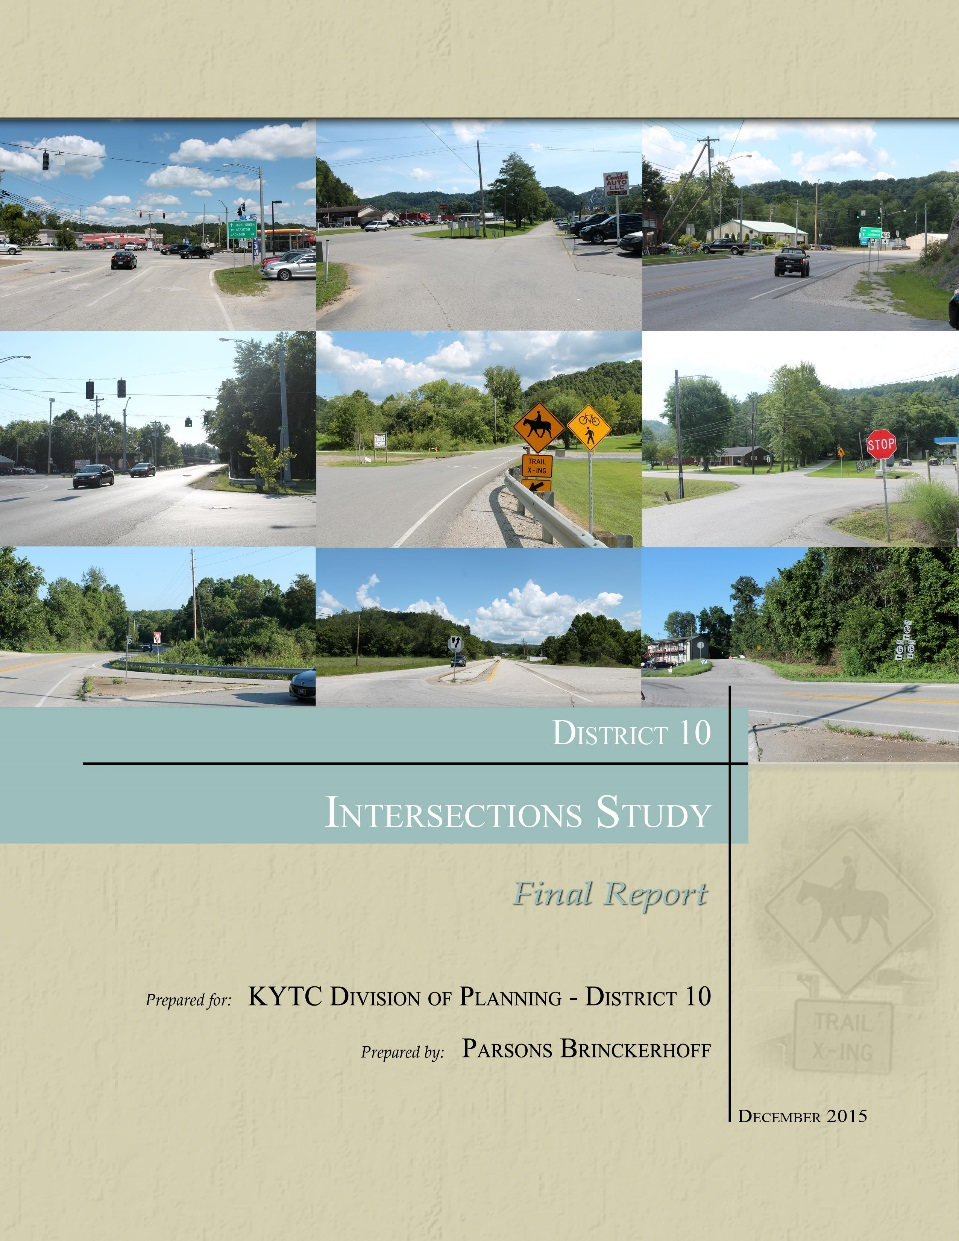 AUTO
STOP
TRAIL
X-ING
DISTRICT 10
INTERSECTIONS STUDY
Final Report
Prepared for: KYTC DIVISION OF PLANNING - DISTRICT 10
Prepared by: PARSONS BRINCKERHOFF
TRAIL
X-ING
DECEMBER 2015